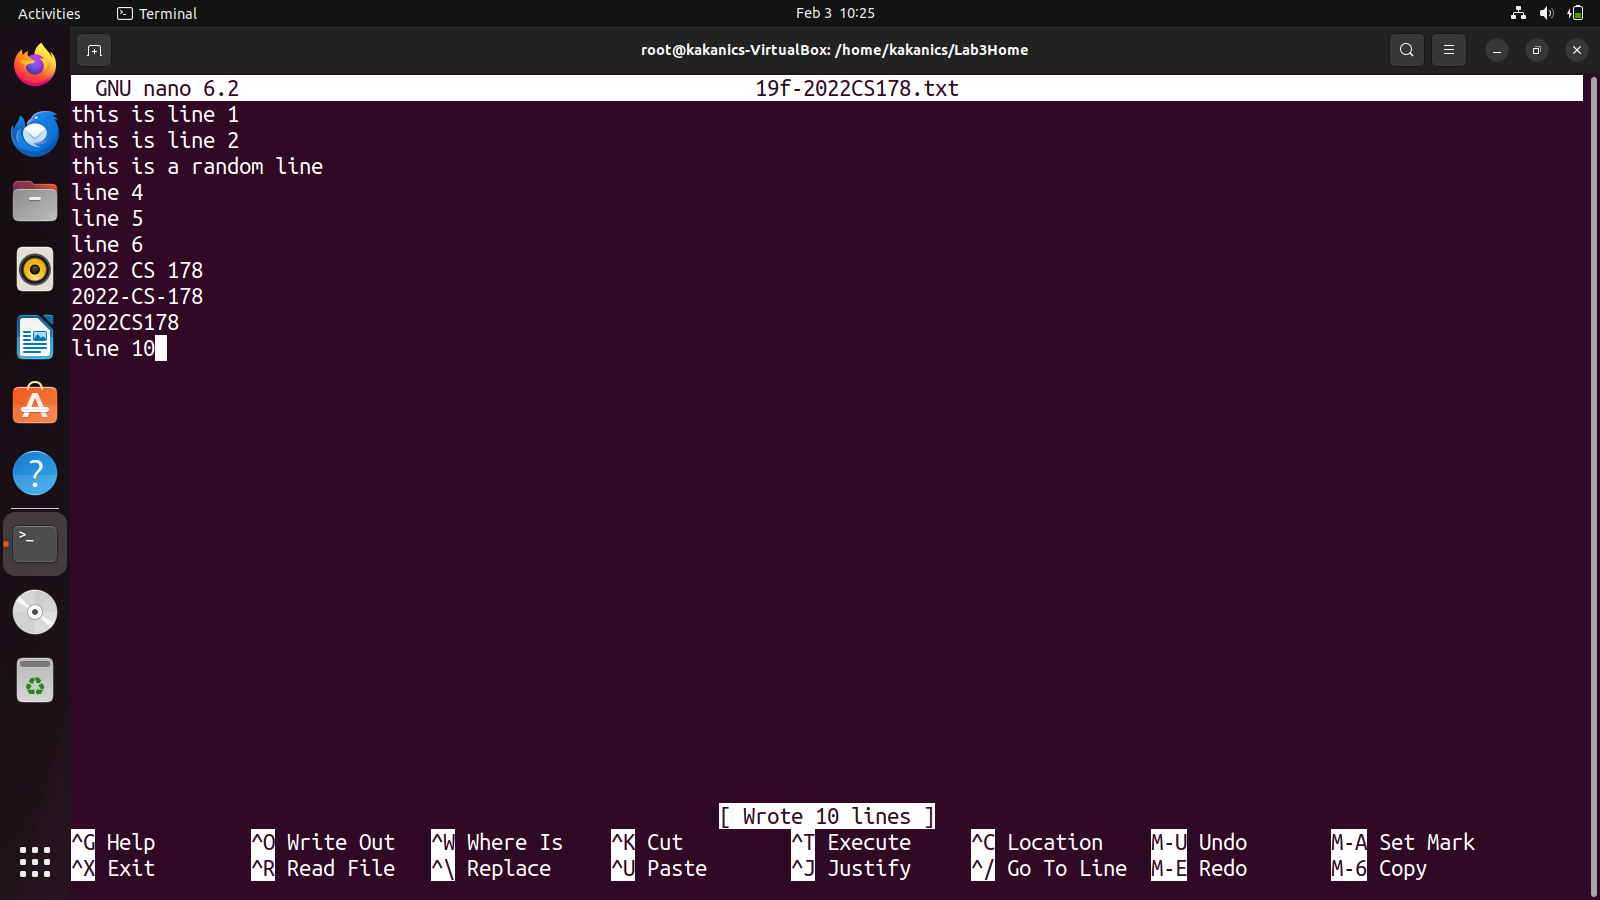 Activities Terminal Feb 3 10:25
root@kakanics-VirtualBox: /home/kakanics/Lab3Home
GNU nano 6.2 19f-2022CS178.txt
this is line 1
this is line 2
this is a random line
line 4
line 5
line 6
2022 CS 178
2022-CS-178
2022CS178
line 10
[ Wrote 10 lines ]
^G Help ^O Write Out ^W Where Is ^K Cut ^T Execute ^C Location M-U Undo M-A Set Mark
^X Exit ^R Read File ^\ Replace ^U Paste ^J Justify ^/ Go To Line M-E Redo M-6 Copy